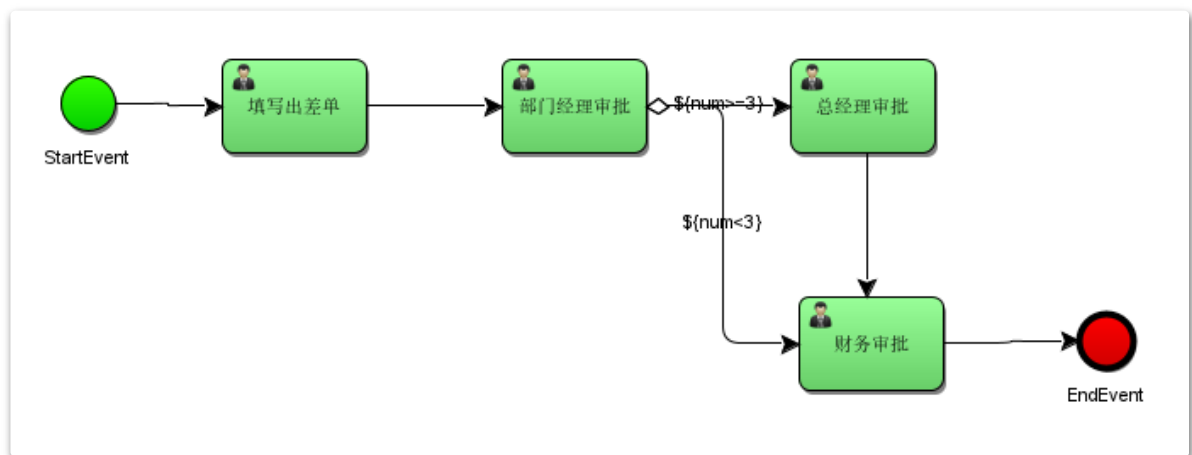 填写出差单
部门经理审批
${num>=3}
总经理审批
StartEvent
${num<3}
财务审批
EndEvent